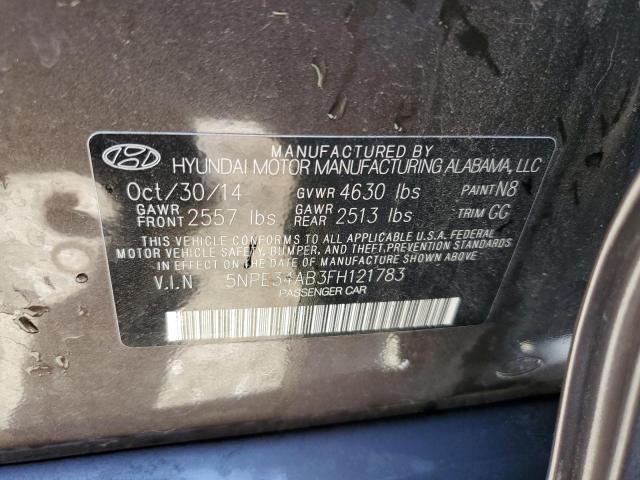 MANUFACTURED BY
HYUNDAI MOTOR MANUFACTURING ALABAMA, LLC
Oct/30/14 GVWR 4630 lbs PAINT N8
GAWR FRONT 2557 lbs GAWR REAR 2513 lbs TRIM GG
THIS VEHICLE CONFORMS TO ALL APPLICABLE U.S.A. FEDERAL
MOTOR VEHICLE SAFETY, BUMPER, AND THEFT PREVENTION STANDARDS
IN EFFECT ON THE DATE OF MANUFACTURE SHOWN ABOVE.
V.I.N 5NPE34AB3FH121783
PASSENGER CAR